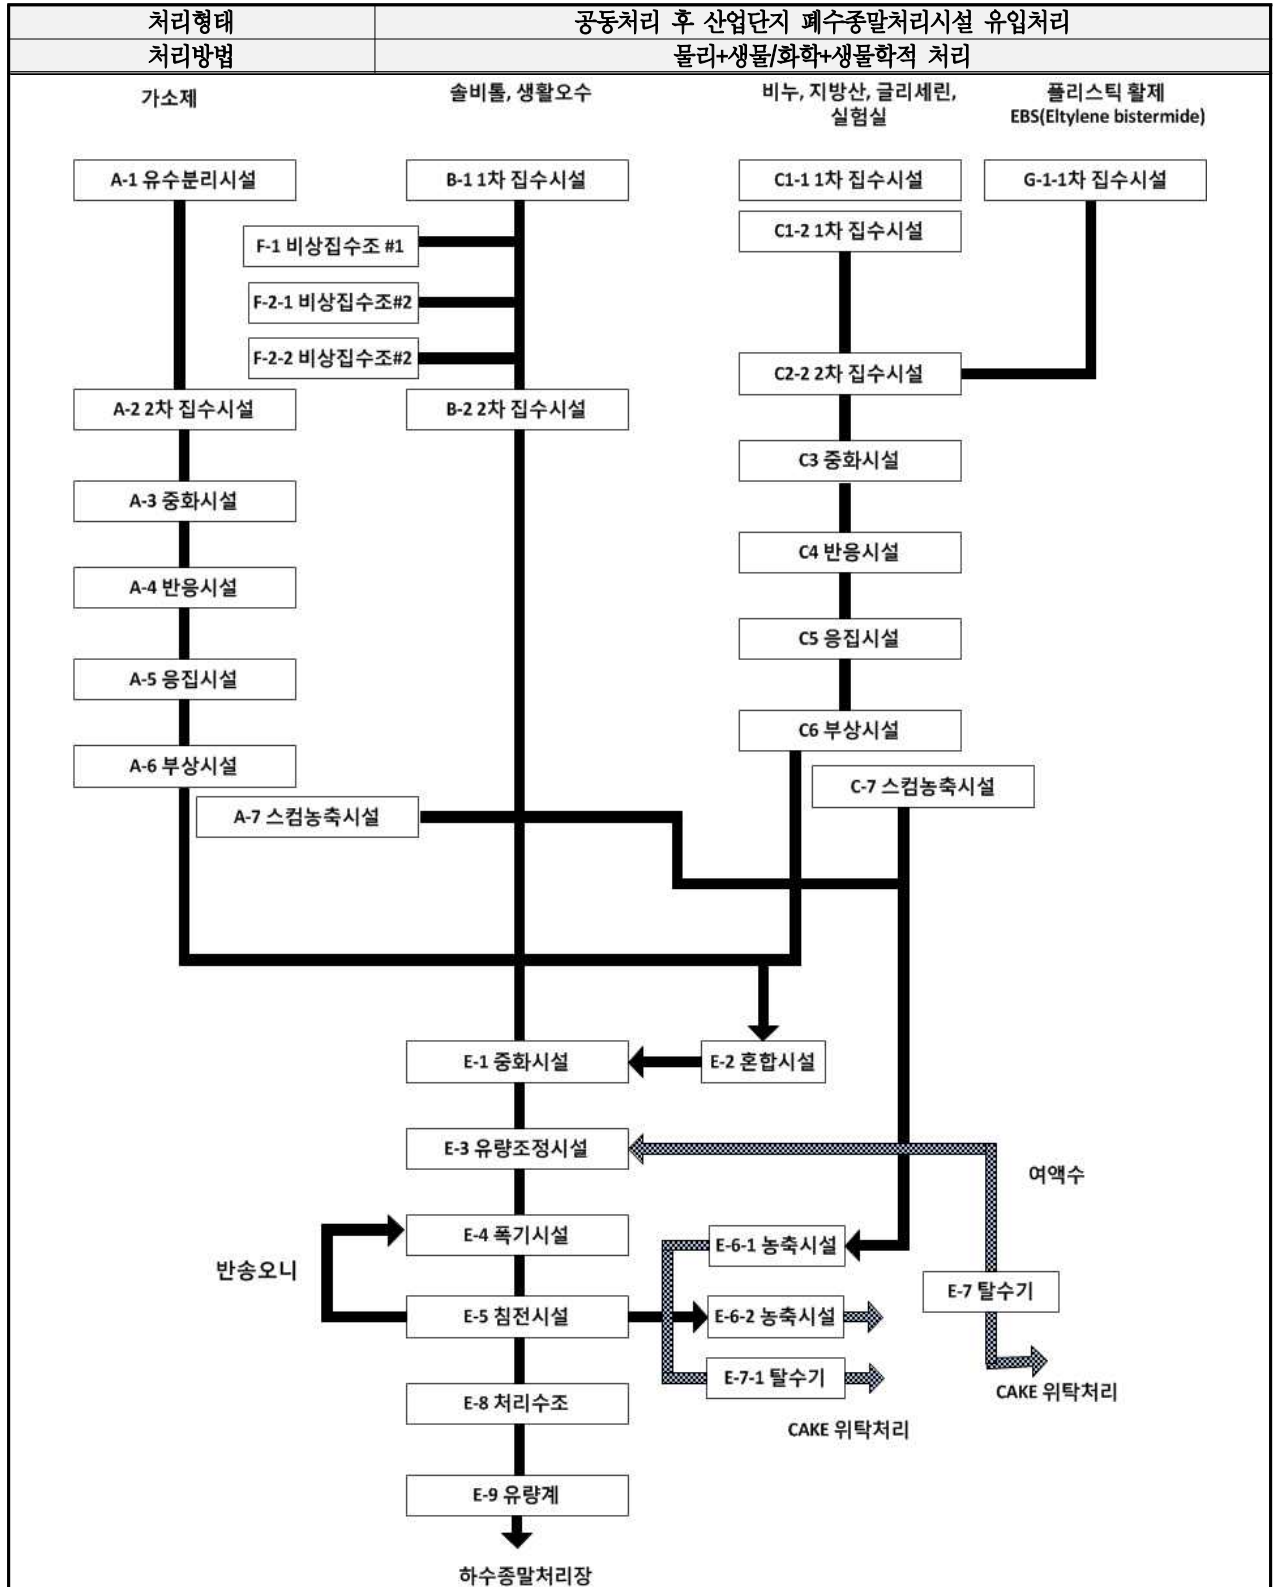 처리형태 공동처리 후 산업단지 폐수종말처리시설 유입처리
처리방법 물리+생물/화학+생물학적 처리
가소제
솔비톨, 생활오수
비누, 지방산, 글리세린,
실험실
플리스틱 활제
EBS(Eltylene bistermide)
A-1 유수분리시설
B-1 1차 집수시설
C1-1 1차 집수시설
G-1-1차 집수시설
C1-2 1차 집수시설
F-1 비상집수조 #1
F-2-1 비상집수조#2
F-2-2 비상집수조#2
C2-2 2차 집수시설
A-2 2차 집수시설
B-2 2차 집수시설
C3 중화시설
A-3 중화시설
C4 반응시설
A-4 반응시설
C5 응집시설
A-5 응집시설
C6 부상시설
A-6 부상시설
C-7 스컴농축시설
A-7 스컴농축시설
E-1 중화시설
E-2 혼합시설
E-3 유량조정시설
여액수
E-4 폭기시설
E-6-1 농축시설
반송오니
E-7 탈수기
E-5 침전시설
E-6-2 농축시설
E-7-1 탈수기
CAKE 위탁처리
E-8 처리수조
CAKE 위탁처리
E-9 유량계
하수종말처리장